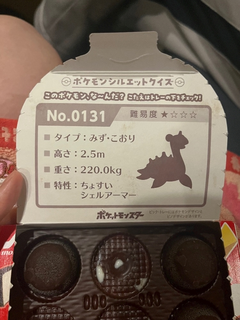 ポケモンシルエットクイズ
このポケモン、な〜んだ? こたえはトレーのアミをチェック!
No.0131 難易度 ★☆☆☆
■ タイプ：みず・こおり
■ 高さ：2.5m
■ 重さ：220.0kg
■ 特性：ちょすい
シェルアーマー
ポケットモンスター